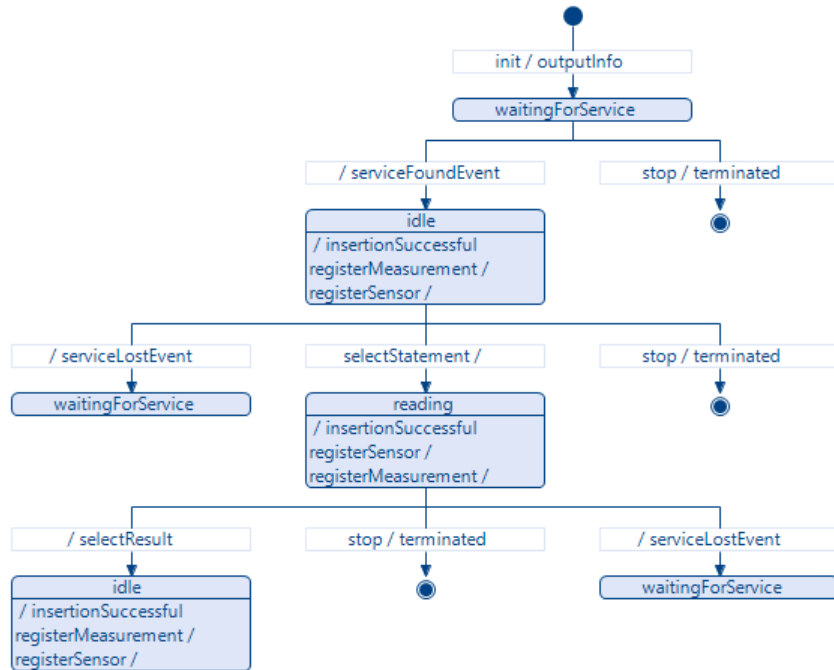 init / outputInfo
waitingForService
/ serviceFoundEvent
stop / terminated
idle
/ insertionSuccessful
registerMeasurement /
registerSensor /
/ serviceLostEvent
selectStatement /
stop / terminated
waitingForService
reading
/ insertionSuccessful
registerSensor /
registerMeasurement /
/ selectResult
stop / terminated
/ serviceLostEvent
idle
/ insertionSuccessful
registerMeasurement /
registerSensor /
waitingForService